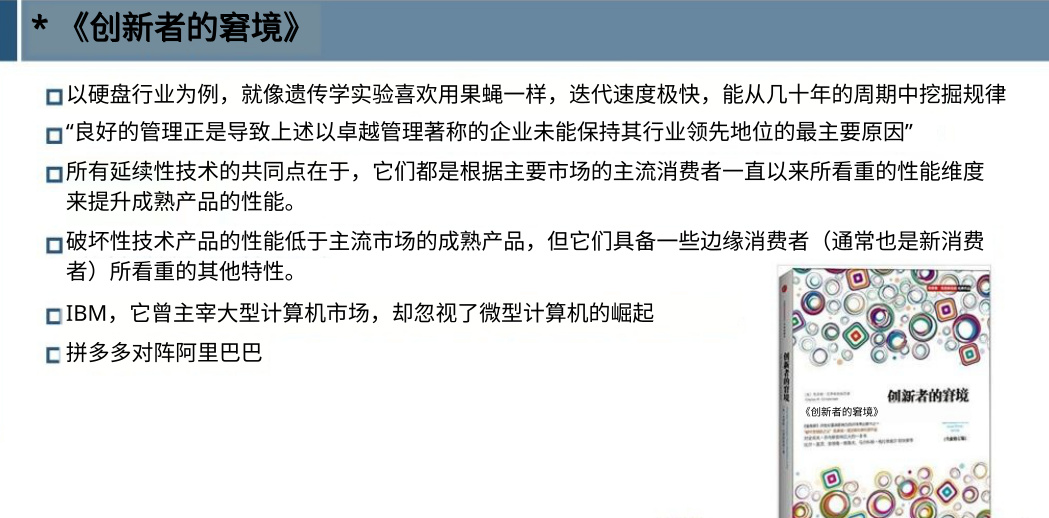 * 《创新者的窘境》
以硬盘行业为例，就像遗传学实验喜欢用果蝇一样，迭代速度极快，能从几十年的周期中挖掘规律
“良好的管理正是导致上述以卓越管理著称的企业未能保持其行业领先地位的最主要原因”
所有延续性技术的共同点在于，它们都是根据主要市场的主流消费者一直以来所看重的性能维度
来提升成熟产品的性能。
破坏性技术产品的性能低于主流市场的成熟产品，但它们具备一些边缘消费者（通常也是新消费
者）所看重的其他特性。
IBM，它曾主宰大型计算机市场，却忽视了微型计算机的崛起
拼多多对阵阿里巴巴
创新者的窘境
创新者的窘境
《创新者的窘境》